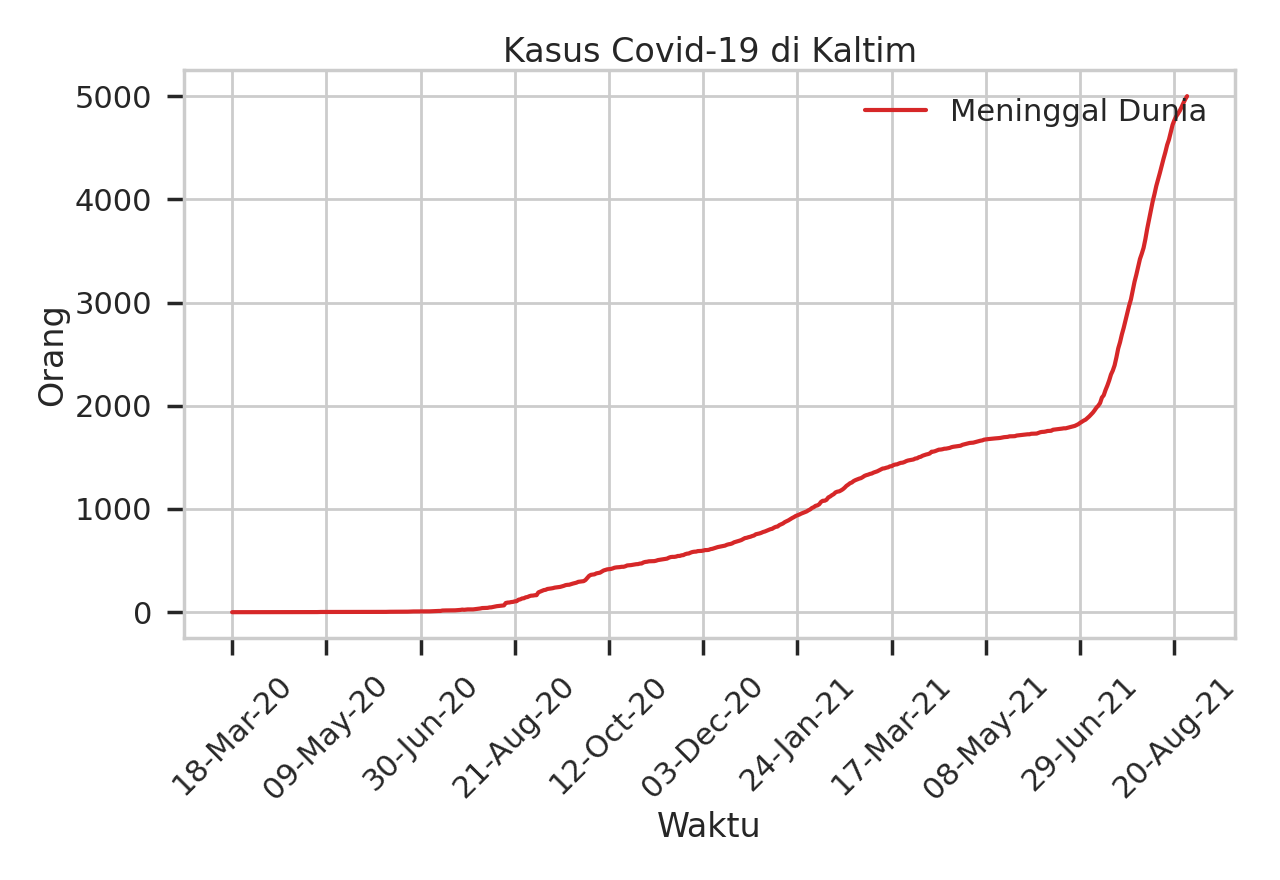 Kasus Covid-19 di Kaltim
Meninggal Dunia
Orang
5000
4000
3000
2000
1000
0
18-Mar-20
09-May-20
30-Jun-20
21-Aug-20
12-Oct-20
03-Dec-20
24-Jan-21
17-Mar-21
08-May-21
29-Jun-21
20-Aug-21
Waktu